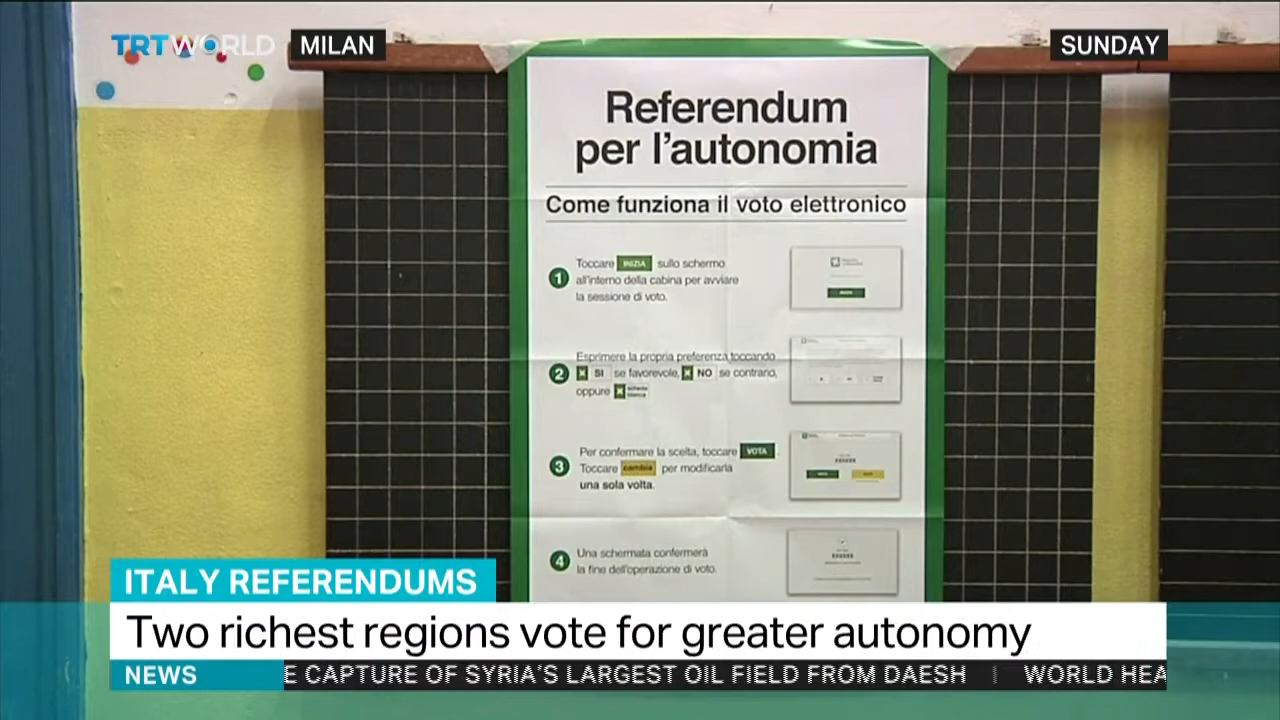 TRT WORLD
MILAN
SUNDAY
Referendum
per l'autonomia
Come funziona il voto elettronico
1
Toccare INIZIA sullo schermo
all'interno della cabina per avviare
la sessione di voto.
2
Esprimere la propria preferenza toccando
SI se favorevole, NO se contrario,
oppure scheda bianca
3
Per confermare la scelta, toccare VOTA.
Toccare cambia per modificarla
una sola volta.
4
Una schermata confermerà
la fine dell'operazione di voto.
ITALY REFERENDUMS
Two richest regions vote for greater autonomy
NEWS
E CAPTURE OF SYRIA'S LARGEST OIL FIELD FROM DAESH | WORLD HEA